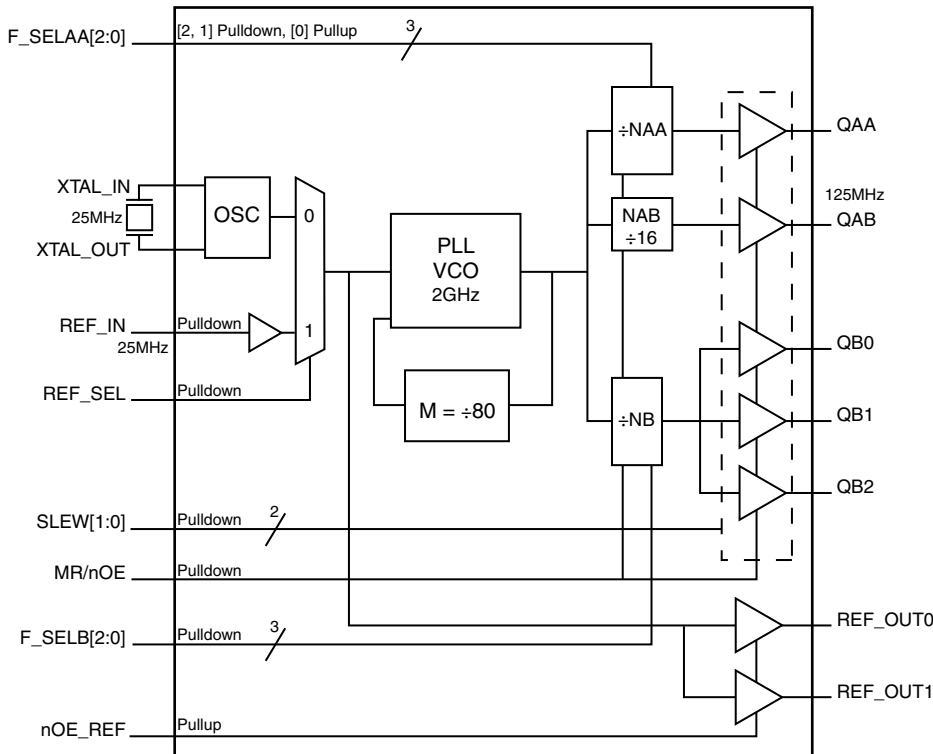 F_SELAA[2:0]
[2, 1] Pulldown, [0] Pullup
3
÷NAA
QAA
XTAL_IN
25MHz
XTAL_OUT
OSC
0
1
PLL
VCO
2GHz
NAB
÷16
125MHz
QAB
REF_IN
Pulldown
25MHz
REF_SEL
Pulldown
M = ÷80
÷NB
QB0
QB1
QB2
SLEW[1:0]
Pulldown
2
MR/nOE
Pulldown
F_SELB[2:0]
Pulldown
3
REF_OUT0
REF_OUT1
nOE_REF
Pullup